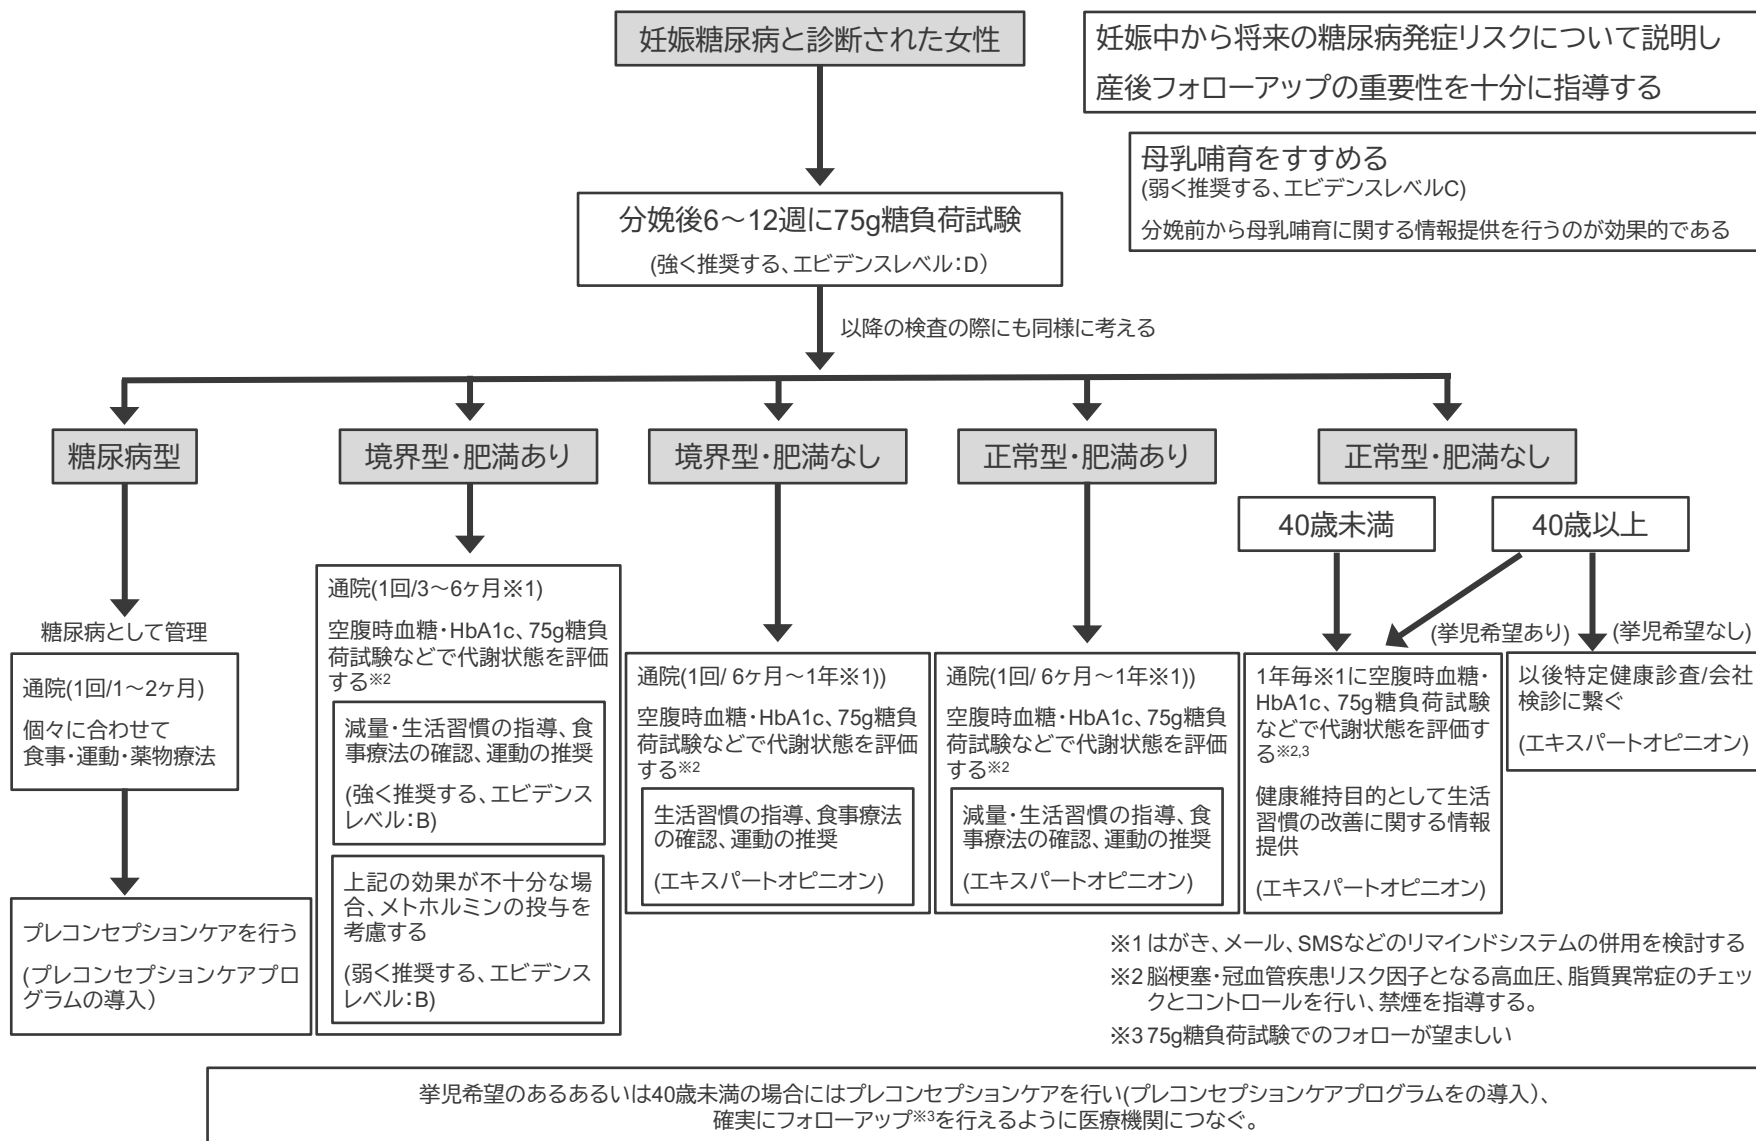 妊娠糖尿病と診断された女性
妊娠中から将来の糖尿病発症リスクについて説明し
産後フォローアップの重要性を十分に指導する
母乳哺育をすすめる
(弱く推奨する、エビデンスレベルC)
分娩前から母乳哺育に関する情報提供を行うのが効果的である
分娩後6～12週に75g糖負荷試験
(強く推奨する、エビデンスレベル：D）
以降の検査の際にも同様に考える
糖尿病型
糖尿病として管理
通院(1回/1～2ヶ月)
個々に合わせて
食事・運動・薬物療法
プレコンセプションケアを行う
(プレコンセプションケアプロ
グラムの導入）
境界型・肥満あり
通院(1回/3～6ヶ月※1)
空腹時血糖・HbA1c、75g糖負
荷試験などで代謝状態を評価
する※2
減量・生活習慣の指導、食
事療法の確認、運動の推奨
(強く推奨する、エビデンス
レベル：B)
上記の効果が不十分な場
合、メトホルミンの投与を
考慮する
(弱く推奨する、エビデンス
レベル：B)
境界型・肥満なし
通院(1回/ 6ヶ月～1年※1))
空腹時血糖・HbA1c、75g糖負
荷試験などで代謝状態を評価
する※2
生活習慣の指導、食事療法
の確認、運動の推奨
(エキスパートオピニオン)
正常型・肥満あり
通院(1回/ 6ヶ月～1年※1))
空腹時血糖・HbA1c、75g糖負
荷試験などで代謝状態を評価
する※2
減量・生活習慣の指導、食
事療法の確認、運動の推奨
(エキスパートオピニオン)
正常型・肥満なし
40歳未満
40歳以上
(挙児希望あり)
(挙児希望なし)
1年毎※1に空腹時血糖・
HbA1c、75g糖負荷試験
などで代謝状態を評価す
る※2,3
健康維持目的として生活
習慣の改善に関する情報
提供
(エキスパートオピニオン)
以後特定健康診査/会社
検診に繋ぐ
(エキスパートオピニオン)
※1 はがき、メール、SMSなどのリマインドシステムの併用を検討する
※2 脳梗塞・冠血管疾患リスク因子となる高血圧、脂質異常症のチェッ
クとコントロールを行い、禁煙を指導する。
※3 75g糖負荷試験でのフォローが望ましい
挙児希望のあるあるいは40歳未満の場合にはプレコンセプションケアを行い(プレコンセプションケアプログラムをの導入）、
確実にフォローアップ※3を行えるように医療機関につなぐ。